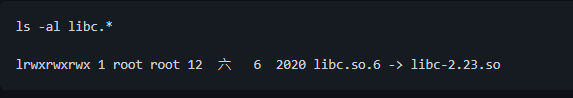 ls -al libc.*
lrwxrwxrwx 1 root root 12  六   6  2020 libc.so.6 -> libc-2.23.so